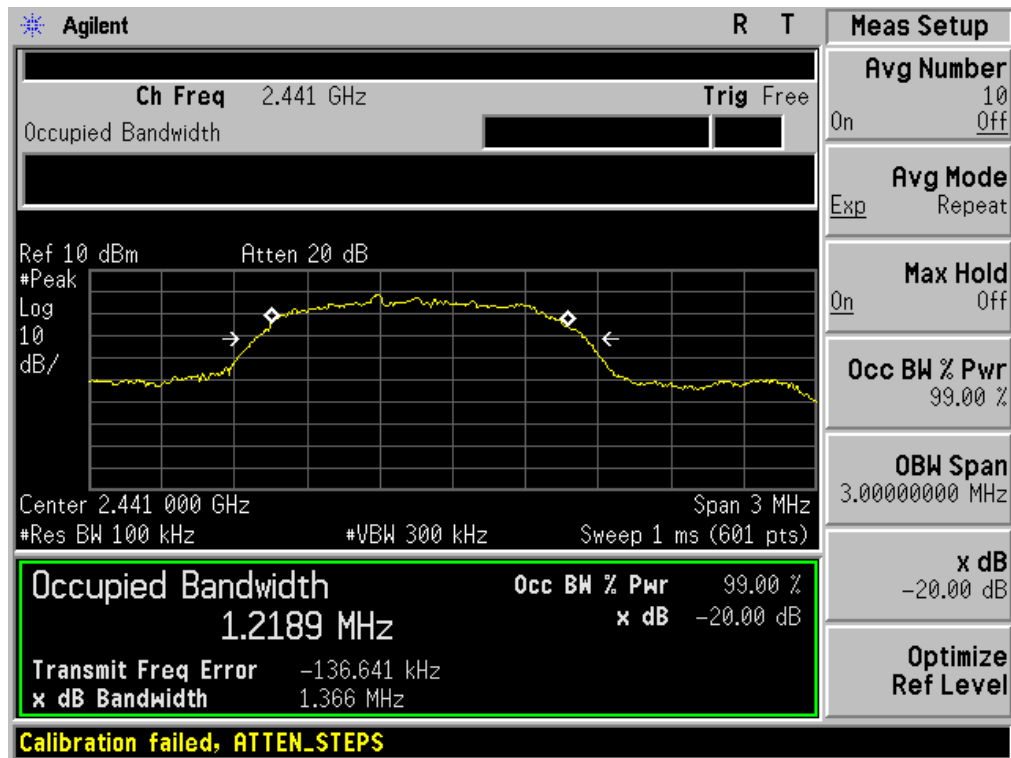 Agilent R T Meas Setup
Ch Freq 2.441 GHz Trig Free
Occupied Bandwidth
Ref 10 dBm Atten 20 dB
#Peak
Log
10
dB/
Center 2.441 000 GHz Span 3 MHz
#Res BW 100 kHz #VBW 300 kHz Sweep 1 ms (601 pts)
Occupied Bandwidth Occ BW % Pwr 99.00 %
1.2189 MHz x dB -20.00 dB
Transmit Freq Error -136.641 kHz
x dB Bandwidth 1.366 MHz
Calibration failed, ATTEN_STEPS
Avg Number
10
On Off
Avg Mode
Exp Repeat
Max Hold
On Off
Occ BW % Pwr
99.00 %
OBW Span
3.00000000 MHz
x dB
-20.00 dB
Optimize
Ref Level